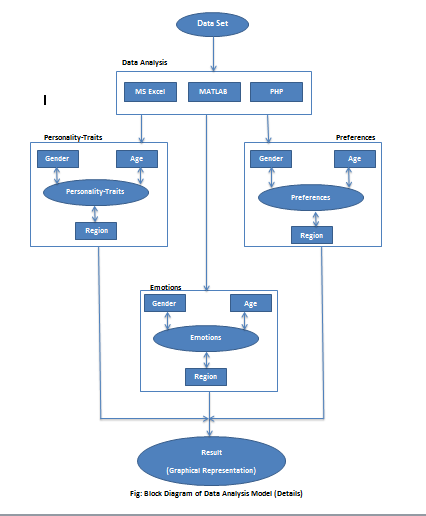 Data Set
Data Analysis
MS Excel
MATLAB
PHP
Personality-Traits
Gender
Age
Personality-Traits
Region
Preferences
Gender
Age
Preferences
Region
Emotions
Gender
Age
Emotions
Region
Result
(Graphical Representation)
Fig: Block Diagram of Data Analysis Model (Details)